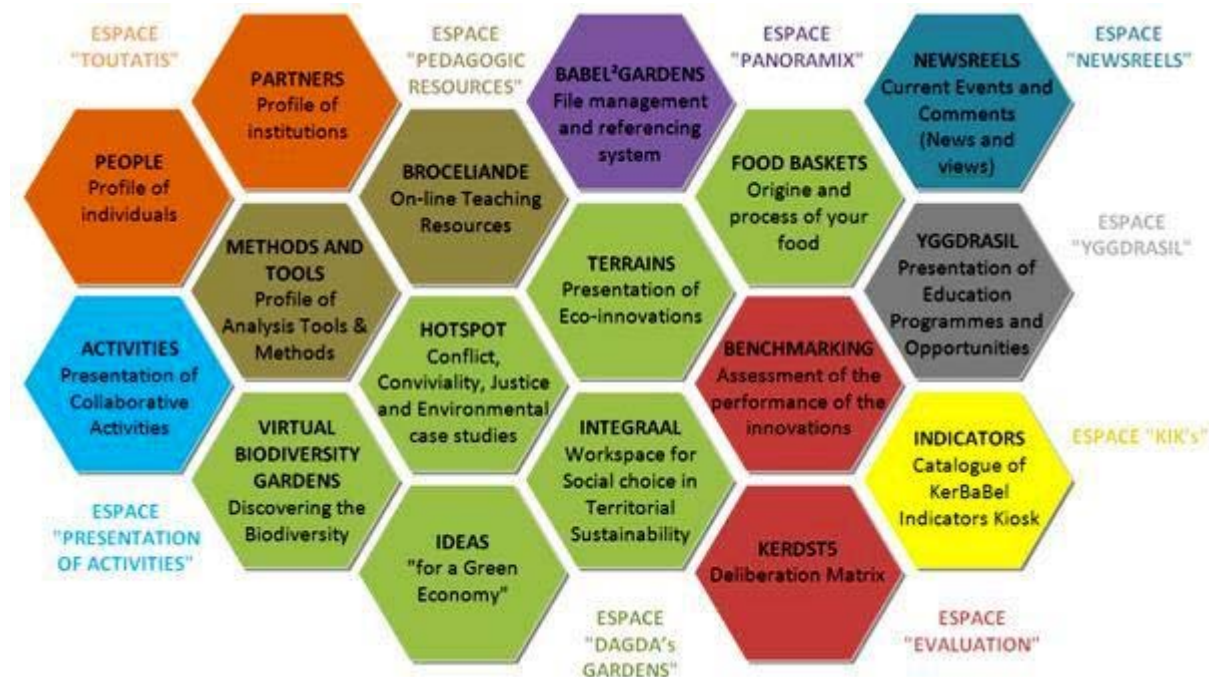 ESPACE
"TOUTATIS"
PARTNERS
Profile of
institutions
ESPACE
"PEDAGOGIC
RESOURCES"
BABEL²GARDENS
File management
and referencing
system
ESPACE
"PANORAMIX"
NEWSREELS
Current Events and
Comments
(News and
views)
ESPACE
"NEWSREELS"
PEOPLE
Profile of
individuals
BROCELIANDE
On-line Teaching
Resources
FOOD BASKETS
Origine and
process of your
food
METHODS AND
TOOLS
Profile of
Analysis Tools &
Methods
TERRAINS
Presentation of
Eco-innovations
YGGDRASIL
Presentation of
Education
Programmes and
Opportunities
ESPACE
"YGGDRASIL"
ACTIVITIES
Presentation of
Collaborative
Activities
HOTSPOT
Conflict,
Conviviality, Justice
and Environmental
case studies
BENCHMARKING
Assessment of the
performance of the
innovations
VIRTUAL
BIODIVERSITY
GARDENS
Discovering the
Biodiversity
INTEGRAAL
Workspace for
Social choice in
Territorial
Sustainability
INDICATORS
Catalogue of
KerBaBel
Indicators Kiosk
ESPACE "KIK's"
ESPACE
"PRESENTATION
OF ACTIVITIES"
IDEAS
"for a Green
Economy"
KERDST5
Deliberation Matrix
ESPACE
"DAGDA's
GARDENS"
ESPACE
"EVALUATION"